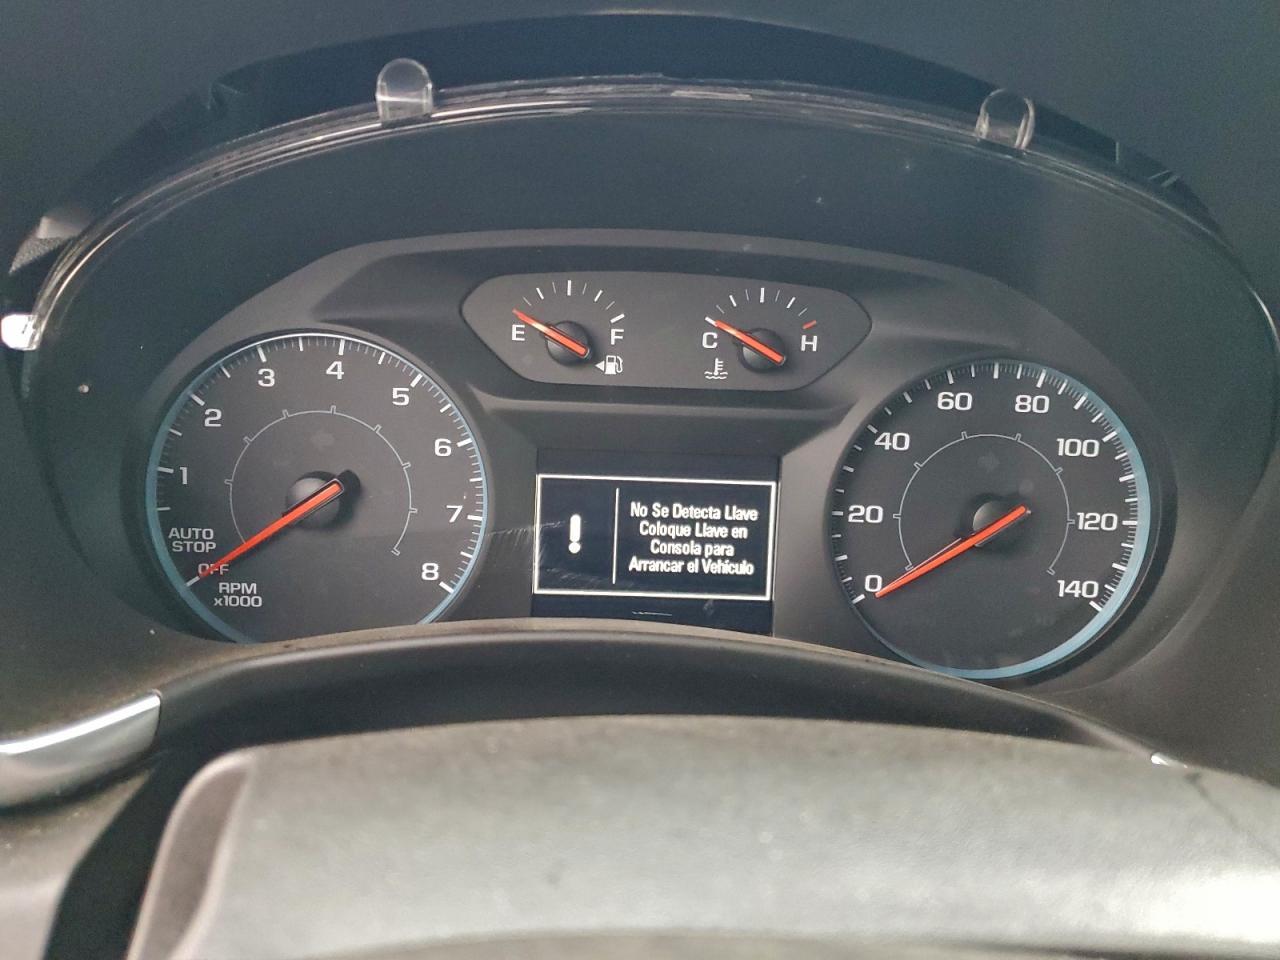 E
F
C
H
1
2
3
4
5
6
7
8
AUTO
STOP
OFF
RPM
x1000
No Se Detecta Llave
Coloque Llave en
Consola para
Arrancar el Vehículo
0
20
40
60
80
100
120
140